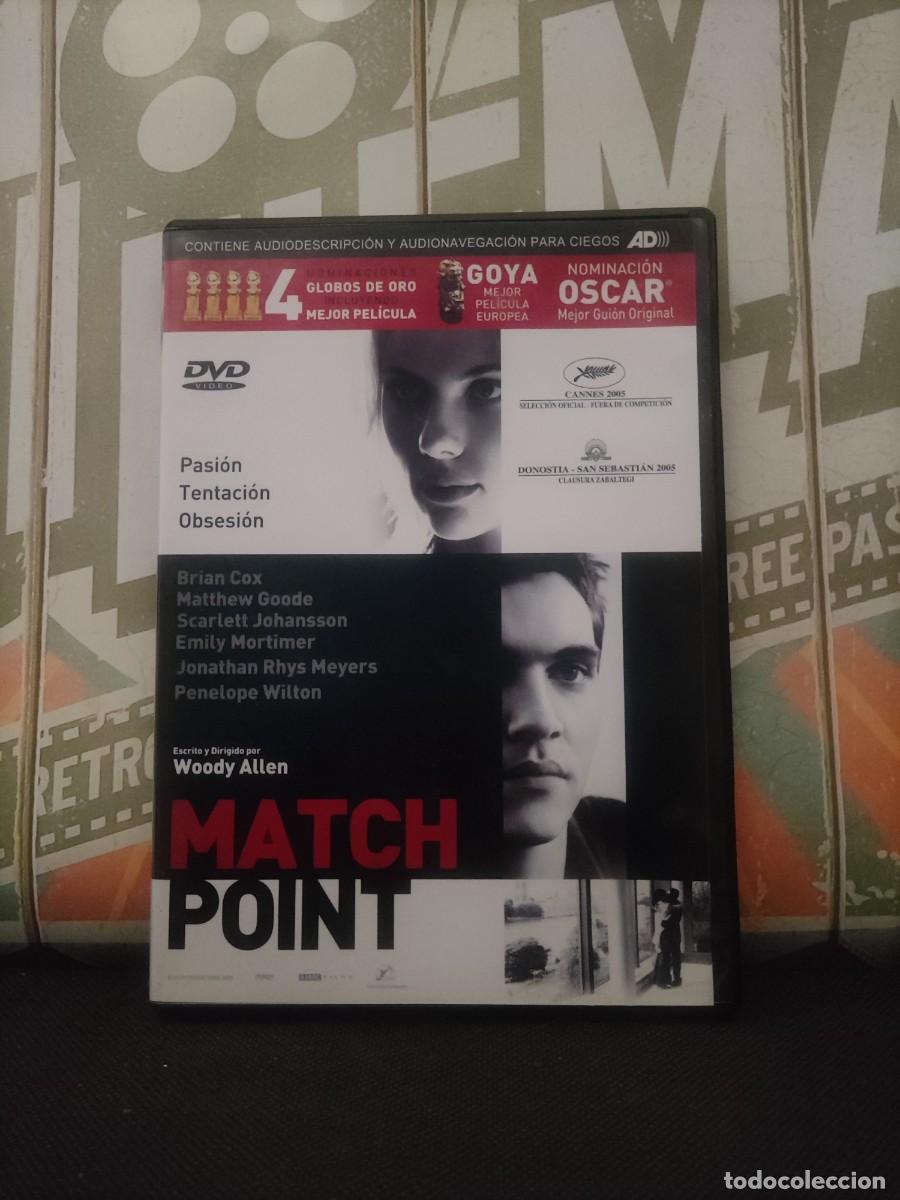 CONTIENE AUDIODESCRIPCIÓN Y AUDIONAVEGACIÓN PARA CIEGOS AD)))
4
NOMINACIONES
GLOBOS DE ORO
INCLUYENDO
MEJOR PELÍCULA
GOYA
MEJOR
PELÍCULA
EUROPEA
NOMINACIÓN
OSCAR®
Mejor Guión Original
DVD
VIDEO
CANNES 2005
SELECCIÓN OFICIAL - FUERA DE COMPETICIÓN
DONOSTIA - SAN SEBASTIÁN 2005
CLAUSURA ZABALTEGI
Pasión
Tentación
Obsesión
Brian Cox
Matthew Goode
Scarlett Johansson
Emily Mortimer
Jonathan Rhys Meyers
Penelope Wilton
Escrito y Dirigido por
Woody Allen
MATCH
POINT
REE PAS
RETRO
todocoleccion